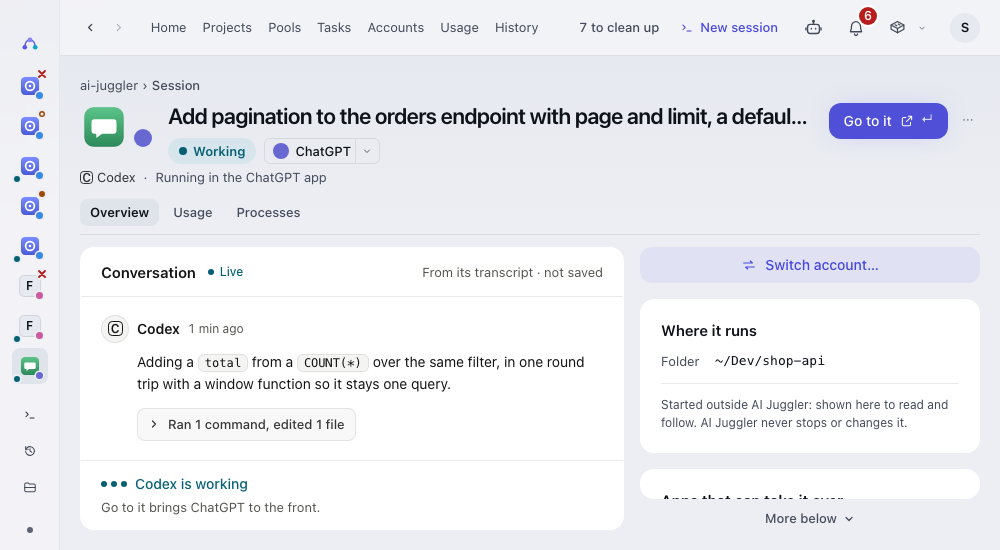 Home Projects Pools Tasks Accounts Usage History 7 to clean up New session 6 S
ai-juggler › Session
Add pagination to the orders endpoint with page and limit, a defaul...
Go to it
Working ChatGPT
Codex · Running in the ChatGPT app
Overview Usage Processes
Conversation Live From its transcript · not saved
Switch account...
C Codex 1 min ago
Adding a total from a COUNT(*) over the same filter, in one round
trip with a window function so it stays one query.
Ran 1 command, edited 1 file
Codex is working
Go to it brings ChatGPT to the front.
Where it runs
Folder ~/Dev/shop-api
Started outside AI Juggler: shown here to read and
follow. AI Juggler never stops or changes it.
Apps that can take it over
More below
F
F